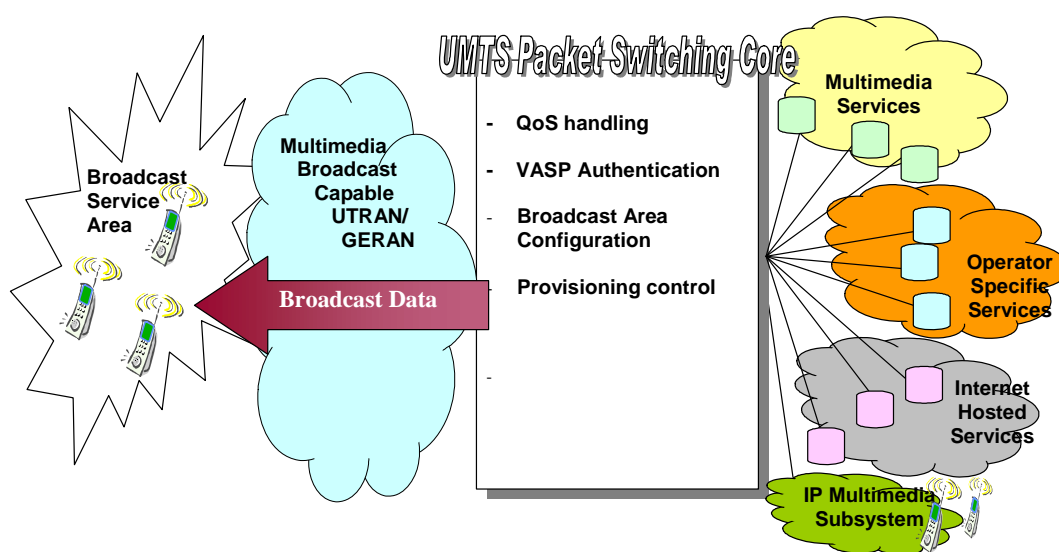 UMTS Packet Switching Core
Broadcast
Service
Area
Multimedia
Broadcast
Capable
UTRAN/
GERAN
Broadcast Data
- QoS handling
- VASP Authentication
- Broadcast Area
Configuration
- Provisioning control
-
Multimedia
Services
Operator
Specific
Services
Internet
Hosted
Services
IP Multimedia
Subsystem